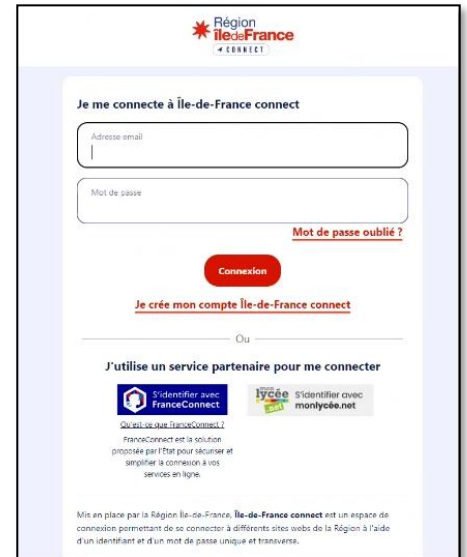 Région
îledeFrance
CONNECT
Je me connecte à Île-de-France connect
Adresse email
Mot de passe
Mot de passe oublié ?
Connexion
Je crée mon compte Île-de-France connect
Ou
J'utilise un service partenaire pour me connecter
S'identifier avec
FranceConnect
mon
lycée
.net
S'identifier avec
monlycée.net
Qu'est-ce que FranceConnect ?
FranceConnect est la solution
proposée par l'État pour sécuriser et
simplifier la connexion à vos
services en ligne.
Mis en place par la Région Île-de-France, Île-de-France connect est un espace de
connexion permettant de se connecter à différents sites webs de la Région à l'aide
d'un identifiant et d'un mot de passe unique et transverse.